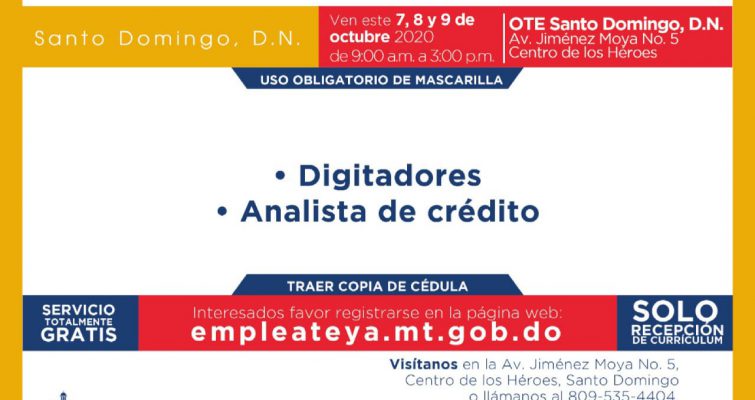 Santo Domingo, D.N.
Ven este 7, 8 y 9 de
octubre 2020
de 9:00 a.m. a 3:00 p.m.
OTE Santo Domingo, D.N.
Av. Jiménez Moya No. 5
Centro de los Héroes
USO OBLIGATORIO DE MASCARILLA
• Digitadores
• Analista de crédito
TRAER COPIA DE CÉDULA
SERVICIO
TOTALMENTE
GRATIS
Interesados favor registrarse en la página web:
empleateya.mt.gob.do
SOLO
RECEPCIÓN
DE CURRÍCULUM
Visítanos en la Av. Jiménez Moya No. 5,
Centro de los Héroes, Santo Domingo
o llámanos al 809-535-4404